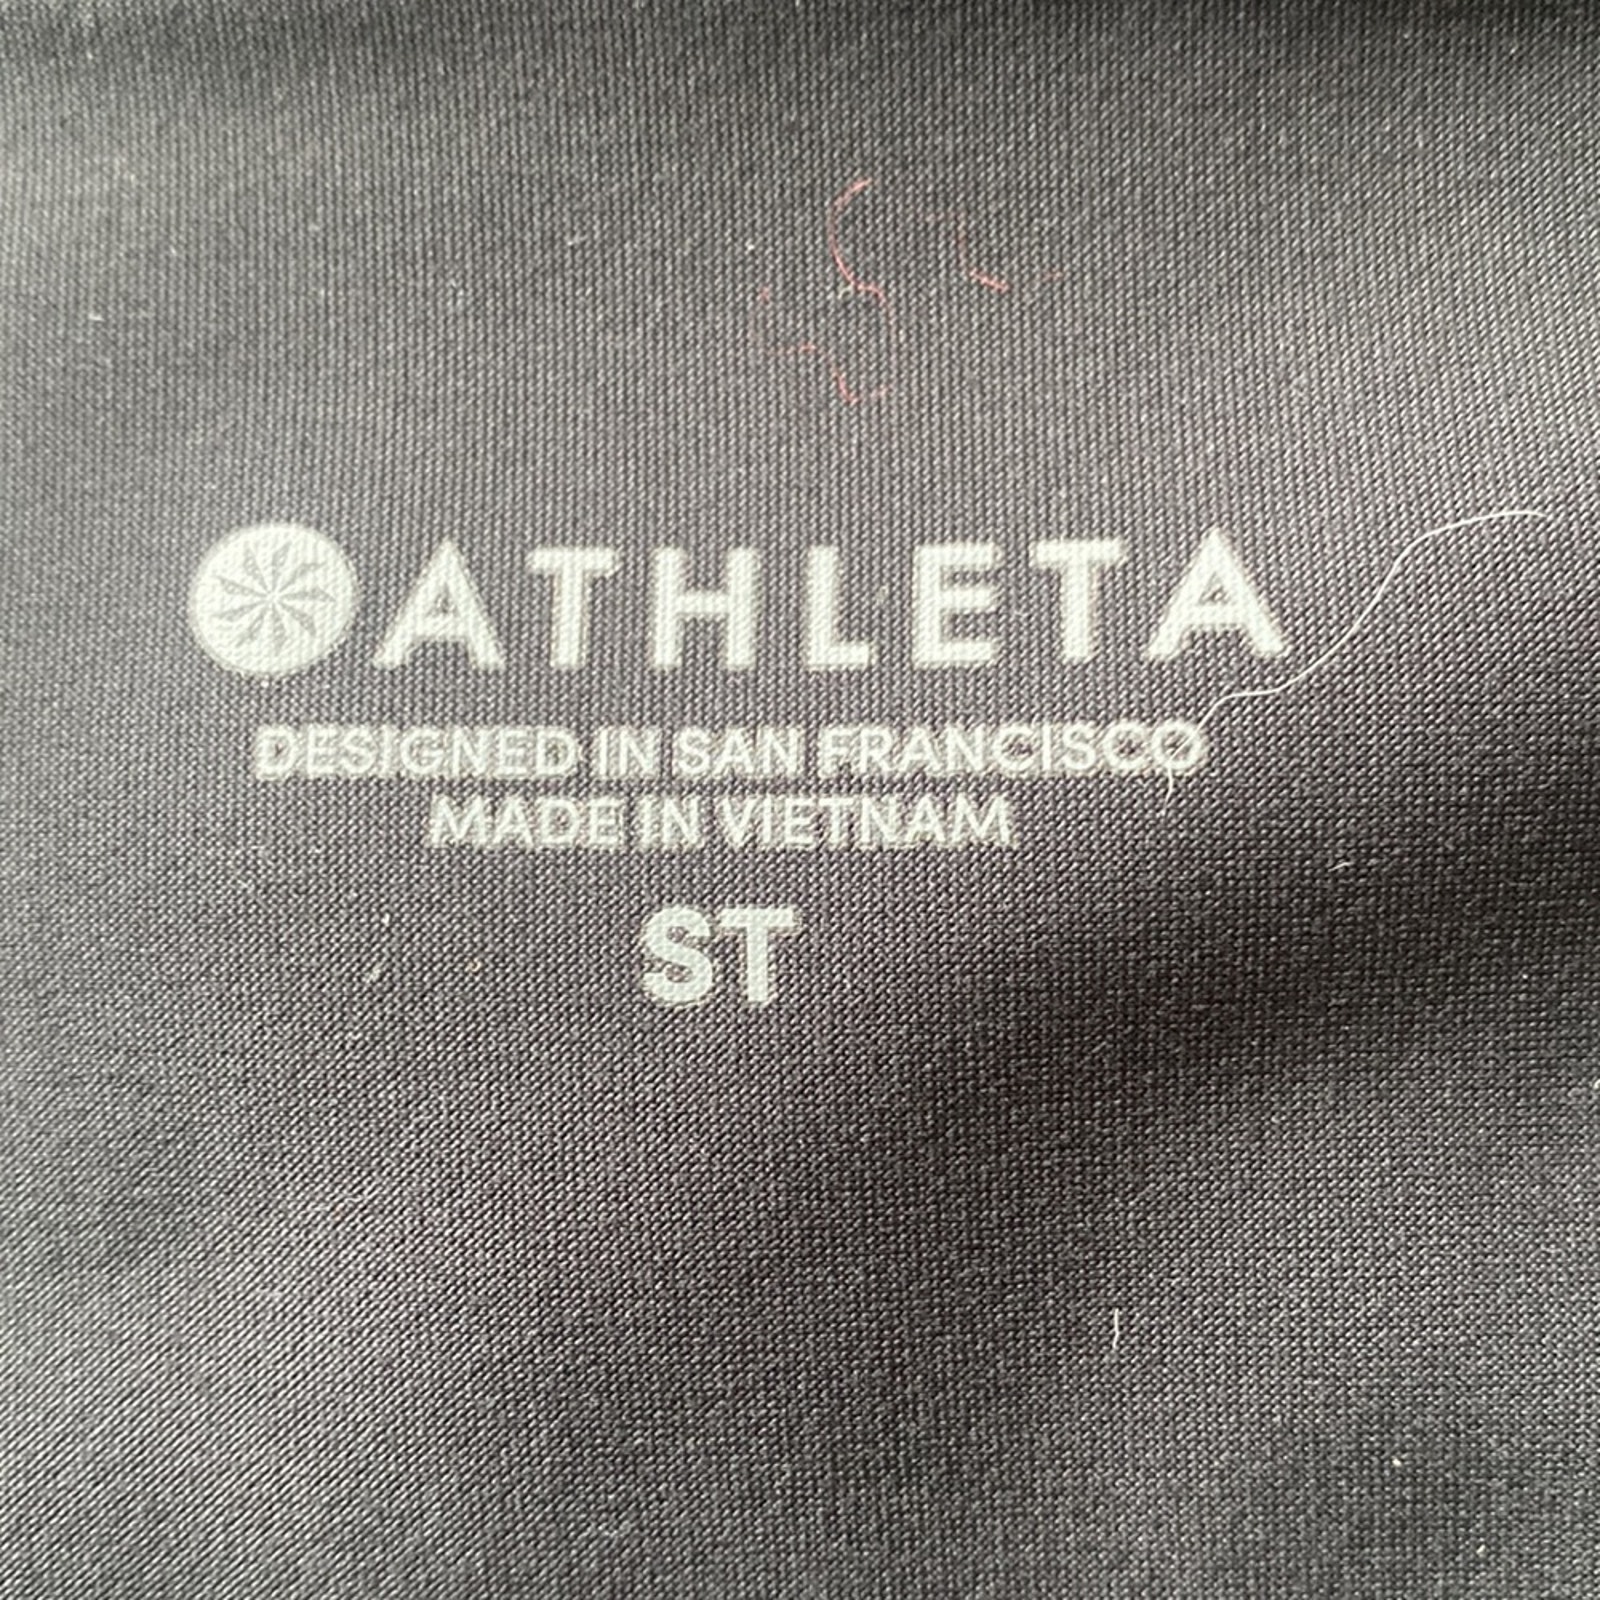 ATHLETA
DESIGNED IN SAN FRANCISCO
MADE IN VIETNAM
ST